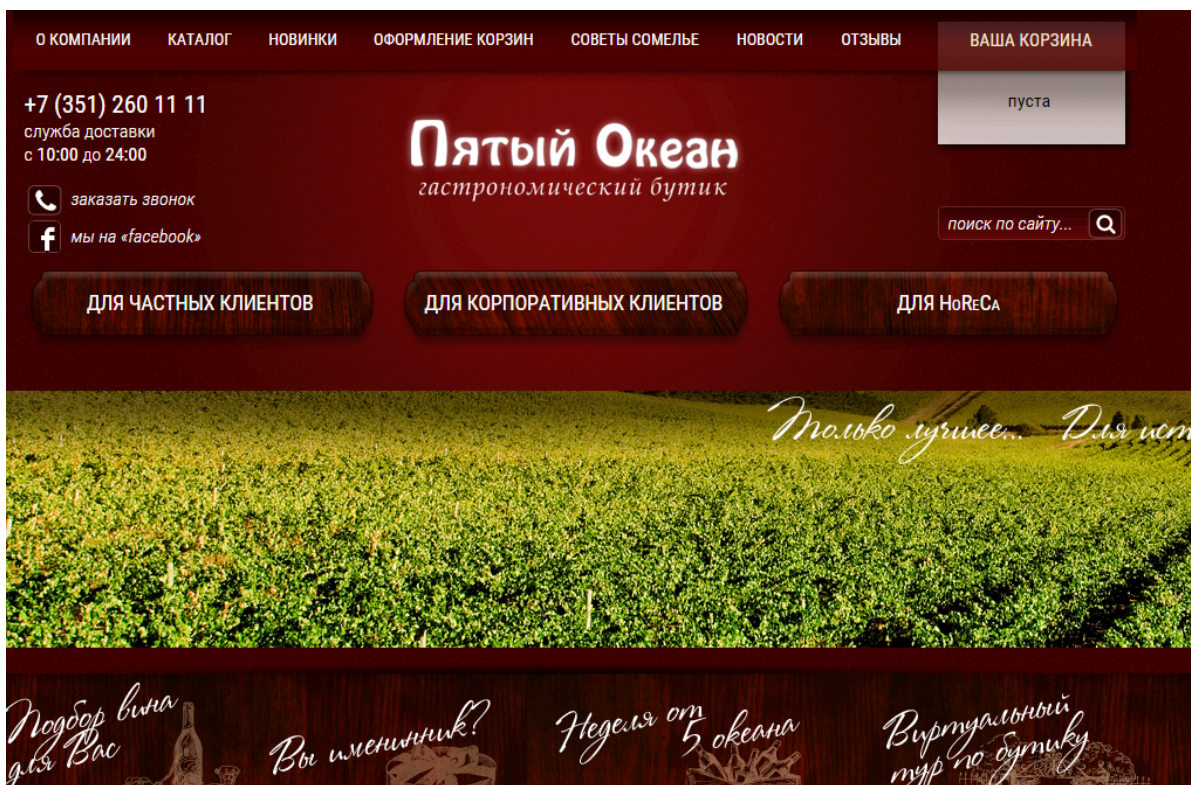 О КОМПАНИИ КАТАЛОГ НОВИНКИ ОФОРМЛЕНИЕ КОРЗИН СОВЕТЫ СОМЕЛЬЕ НОВОСТИ ОТЗЫВЫ ВАША КОРЗИНА
пуста
+7 (351) 260 11 11
служба доставки
с 10:00 до 24:00
заказать звонок
мы на «facebook»
Пятый Океан
гастрономический бутик
поиск по сайту...
ДЛЯ ЧАСТНЫХ КЛИЕНТОВ ДЛЯ КОРПОРАТИВНЫХ КЛИЕНТОВ ДЛЯ HoReCa
Только лучшее... Для ист
Подбор вина
для Вас
Вы именинник?
Неделя от
5 океана
Виртуальный
тур по бутику